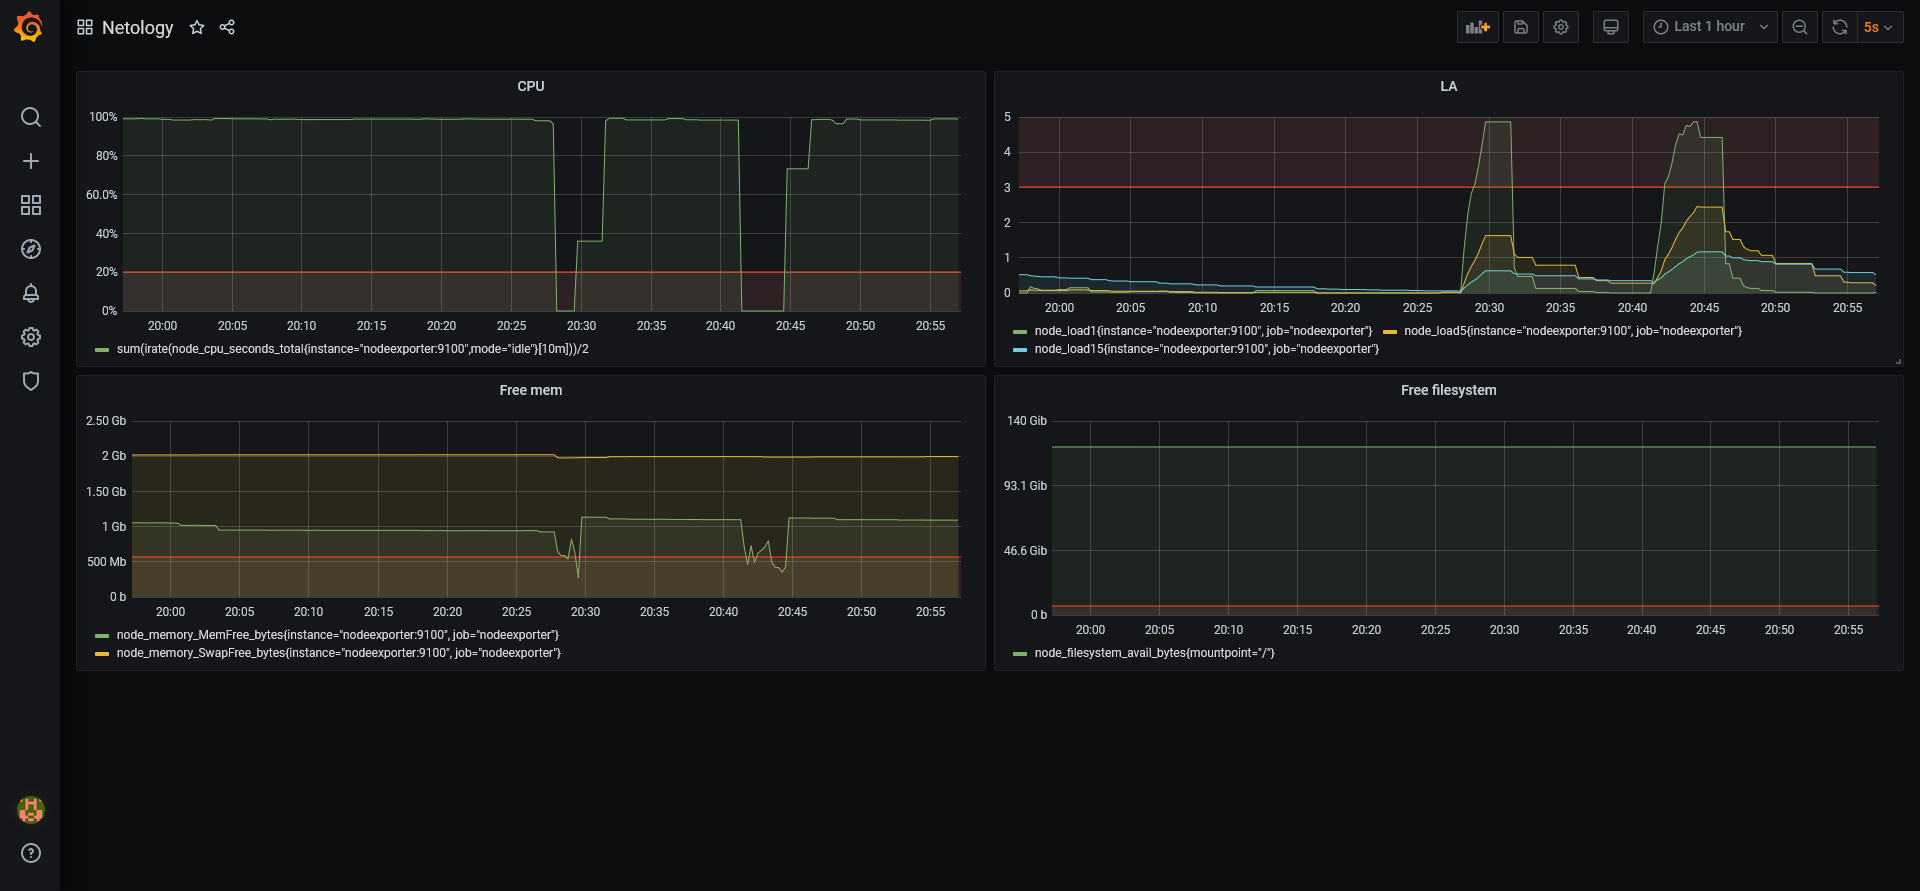 Netology
Last 1 hour
5s
CPU
100%
80%
60.0%
40%
20%
0%
20:00 20:05 20:10 20:15 20:20 20:25 20:30 20:35 20:40 20:45 20:50 20:55
sum(irate(node_cpu_seconds_total{instance="nodeexporter:9100",mode="idle"}[10m]))/2
LA
5
4
3
2
1
0
20:00 20:05 20:10 20:15 20:20 20:25 20:30 20:35 20:40 20:45 20:50 20:55
node_load1{instance="nodeexporter:9100", job="nodeexporter"} node_load5{instance="nodeexporter:9100", job="nodeexporter"}
node_load15{instance="nodeexporter:9100", job="nodeexporter"}
Free mem
2.50 Gb
2 Gb
1.50 Gb
1 Gb
500 Mb
0 b
20:00 20:05 20:10 20:15 20:20 20:25 20:30 20:35 20:40 20:45 20:50 20:55
node_memory_MemFree_bytes{instance="nodeexporter:9100", job="nodeexporter"}
node_memory_SwapFree_bytes{instance="nodeexporter:9100", job="nodeexporter"}
Free filesystem
140 Gib
93.1 Gib
46.6 Gib
0 b
20:00 20:05 20:10 20:15 20:20 20:25 20:30 20:35 20:40 20:45 20:50 20:55
node_filesystem_avail_bytes{mountpoint="/"}